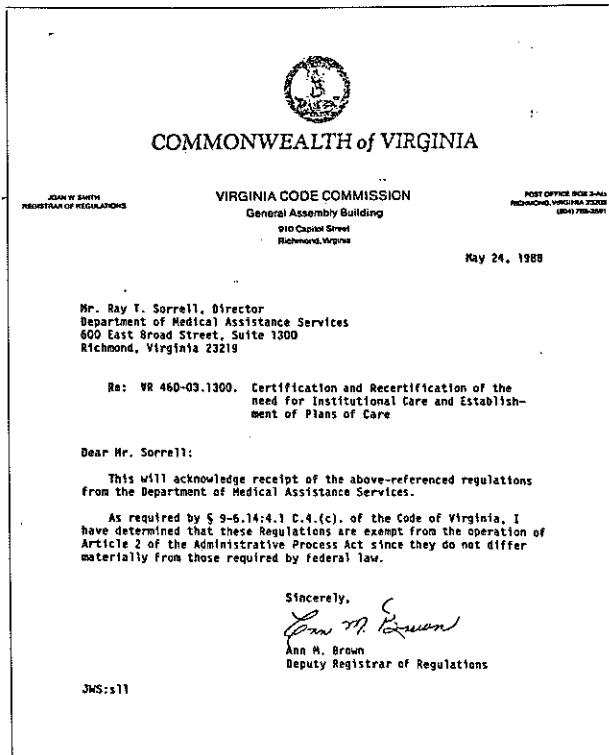 COMMONWEALTH of VIRGINIA
JOAN W SMITH
REGISTRAR OF REGULATIONS
VIRGINIA CODE COMMISSION
General Assembly Building
910 Capitol Street
Richmond, Virginia
POST OFFICE BOX
RICHMOND, VIRGINIA
(804)
May 24, 1988
Mr. Ray T. Sorrell, Director
Department of Medical Assistance Services
600 East Broad Street, Suite 1300
Richmond, Virginia 23219
Re: VR 460-03.1300. Certification and Recertification of the
need for Institutional Care and Establish-
ment of Plans of Care
Dear Mr. Sorrell:
This will acknowledge receipt of the above-referenced regulations
from the Department of Medical Assistance Services.
As required by § 9-6.14:4.1 C.4.(c). of the Code of Virginia, I
have determined that these Regulations are exempt from the operation of
Article 2 of the Administrative Process Act since they do not differ
materially from those required by federal law.
Sincerely,
Ann M. Brown
Ann M. Brown
Deputy Registrar of Regulations
JWS:sll